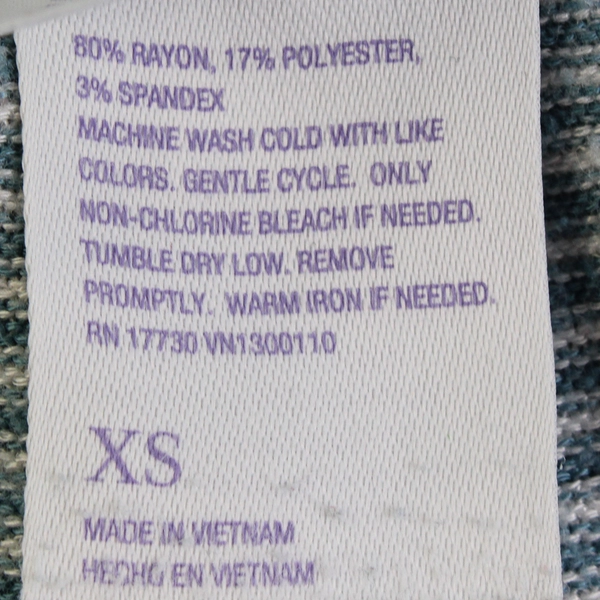 80% RAYON, 17% POLYESTER,
3% SPANDEX
MACHINE WASH COLD WITH LIKE
COLORS. GENTLE CYCLE. ONLY
NON-CHLORINE BLEACH IF NEEDED.
TUMBLE DRY LOW. REMOVE
PROMPTLY. WARM IRON IF NEEDED.
RN 17730 VN1300110
XS
MADE IN VIETNAM
HECHO EN VIETNAM